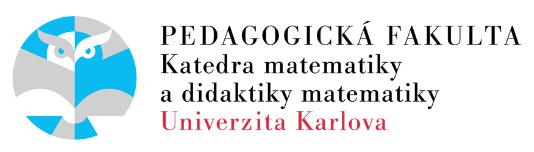 PEDAGOGICKÁ FAKULTA
Katedra matematiky
a didaktiky matematiky
Univerzita Karlova